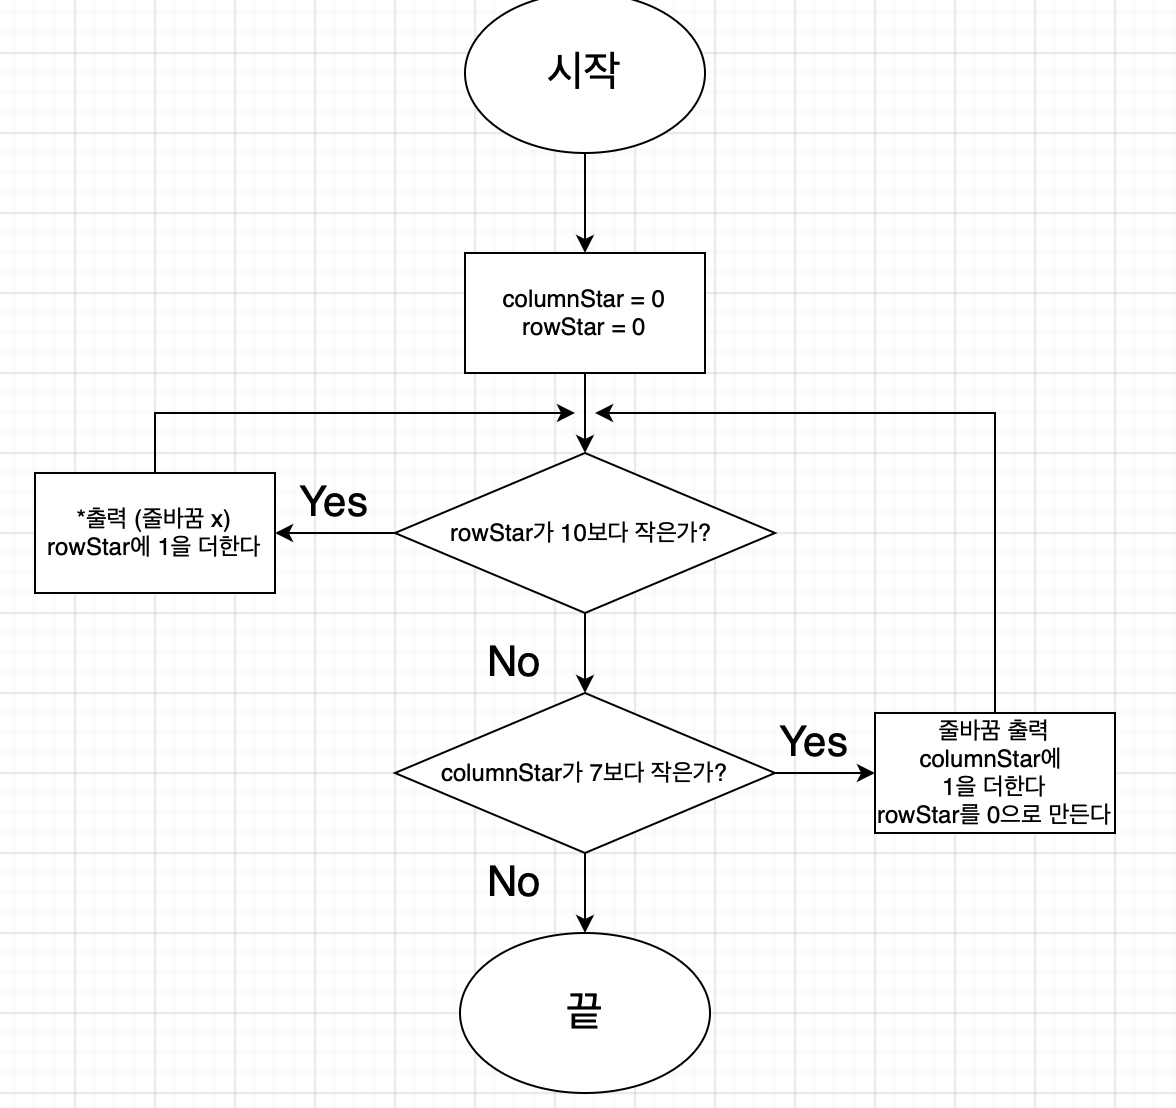 시작
columnStar = 0
rowStar = 0
Yes
*출력 (줄바꿈 x)
rowStar에 1을 더한다
rowStar가 10보다 작은가?
No
columnStar가 7보다 작은가?
Yes
줄바꿈 출력
columnStar에
1을 더한다
rowStar를 0으로 만든다
No
끝